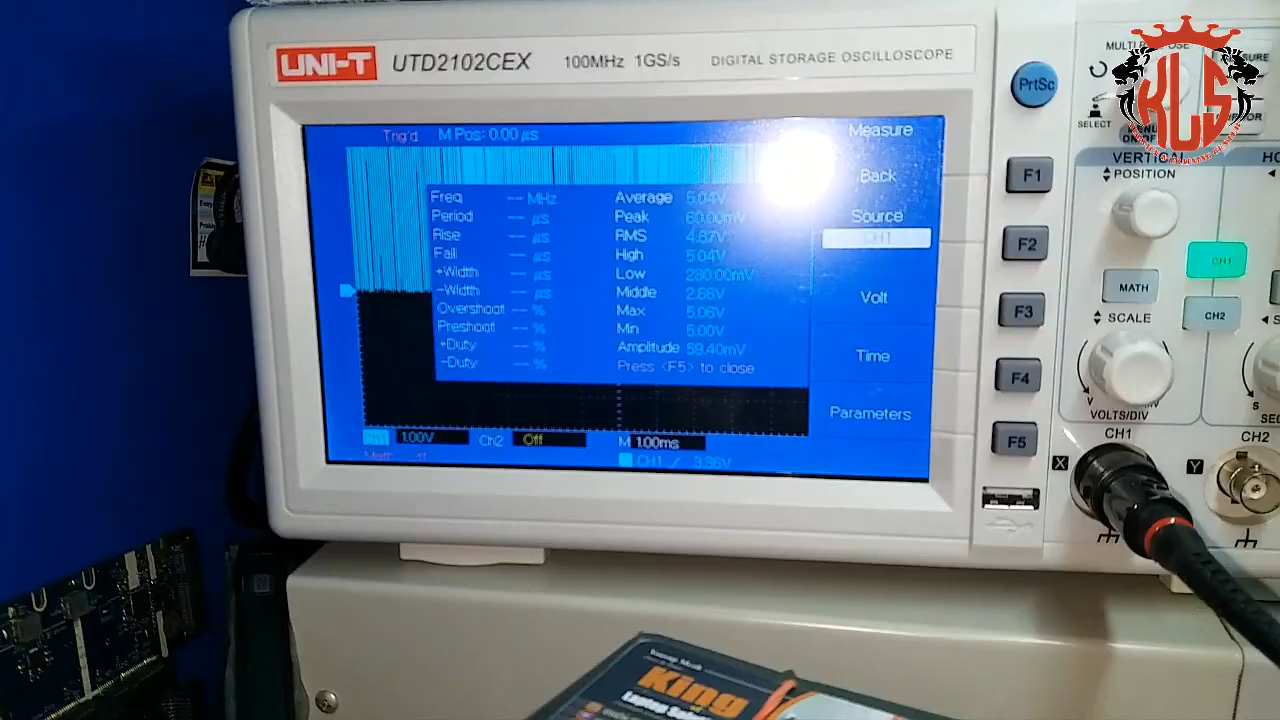 UNI-T UTD2102CEX 100MHz 1GS/s DIGITAL STORAGE OSCILLOSCOPE
Trig'd M Pos: 0.00 μs
Measure
Back
Source
CH1
Volt
Time
Parameters
Freq --- MHz Average 5.04V
Period --- μs Peak 60.00mV
Rise --- μs RMS 4.87V
Fall --- μs High 5.04V
+Width --- μs Low 280.00mV
-Width --- μs Middle 2.66V
Overshoot --- % Max 5.06V
Preshoot --- % Min 5.00V
+Duty --- % Amplitude 59.40mV
-Duty --- % Press <F5> to close
CH1 1.00V Ch2 Off M 1.00ms
CH1 / 3.36V
PrtSc
F1
F2
F3
F4
F5
SELECT
KLS
VERTICAL
POSITION
CH1
MATH
CH2
SCALE
VOLTS/DIV
V
CH1
CH2
X
Y
King